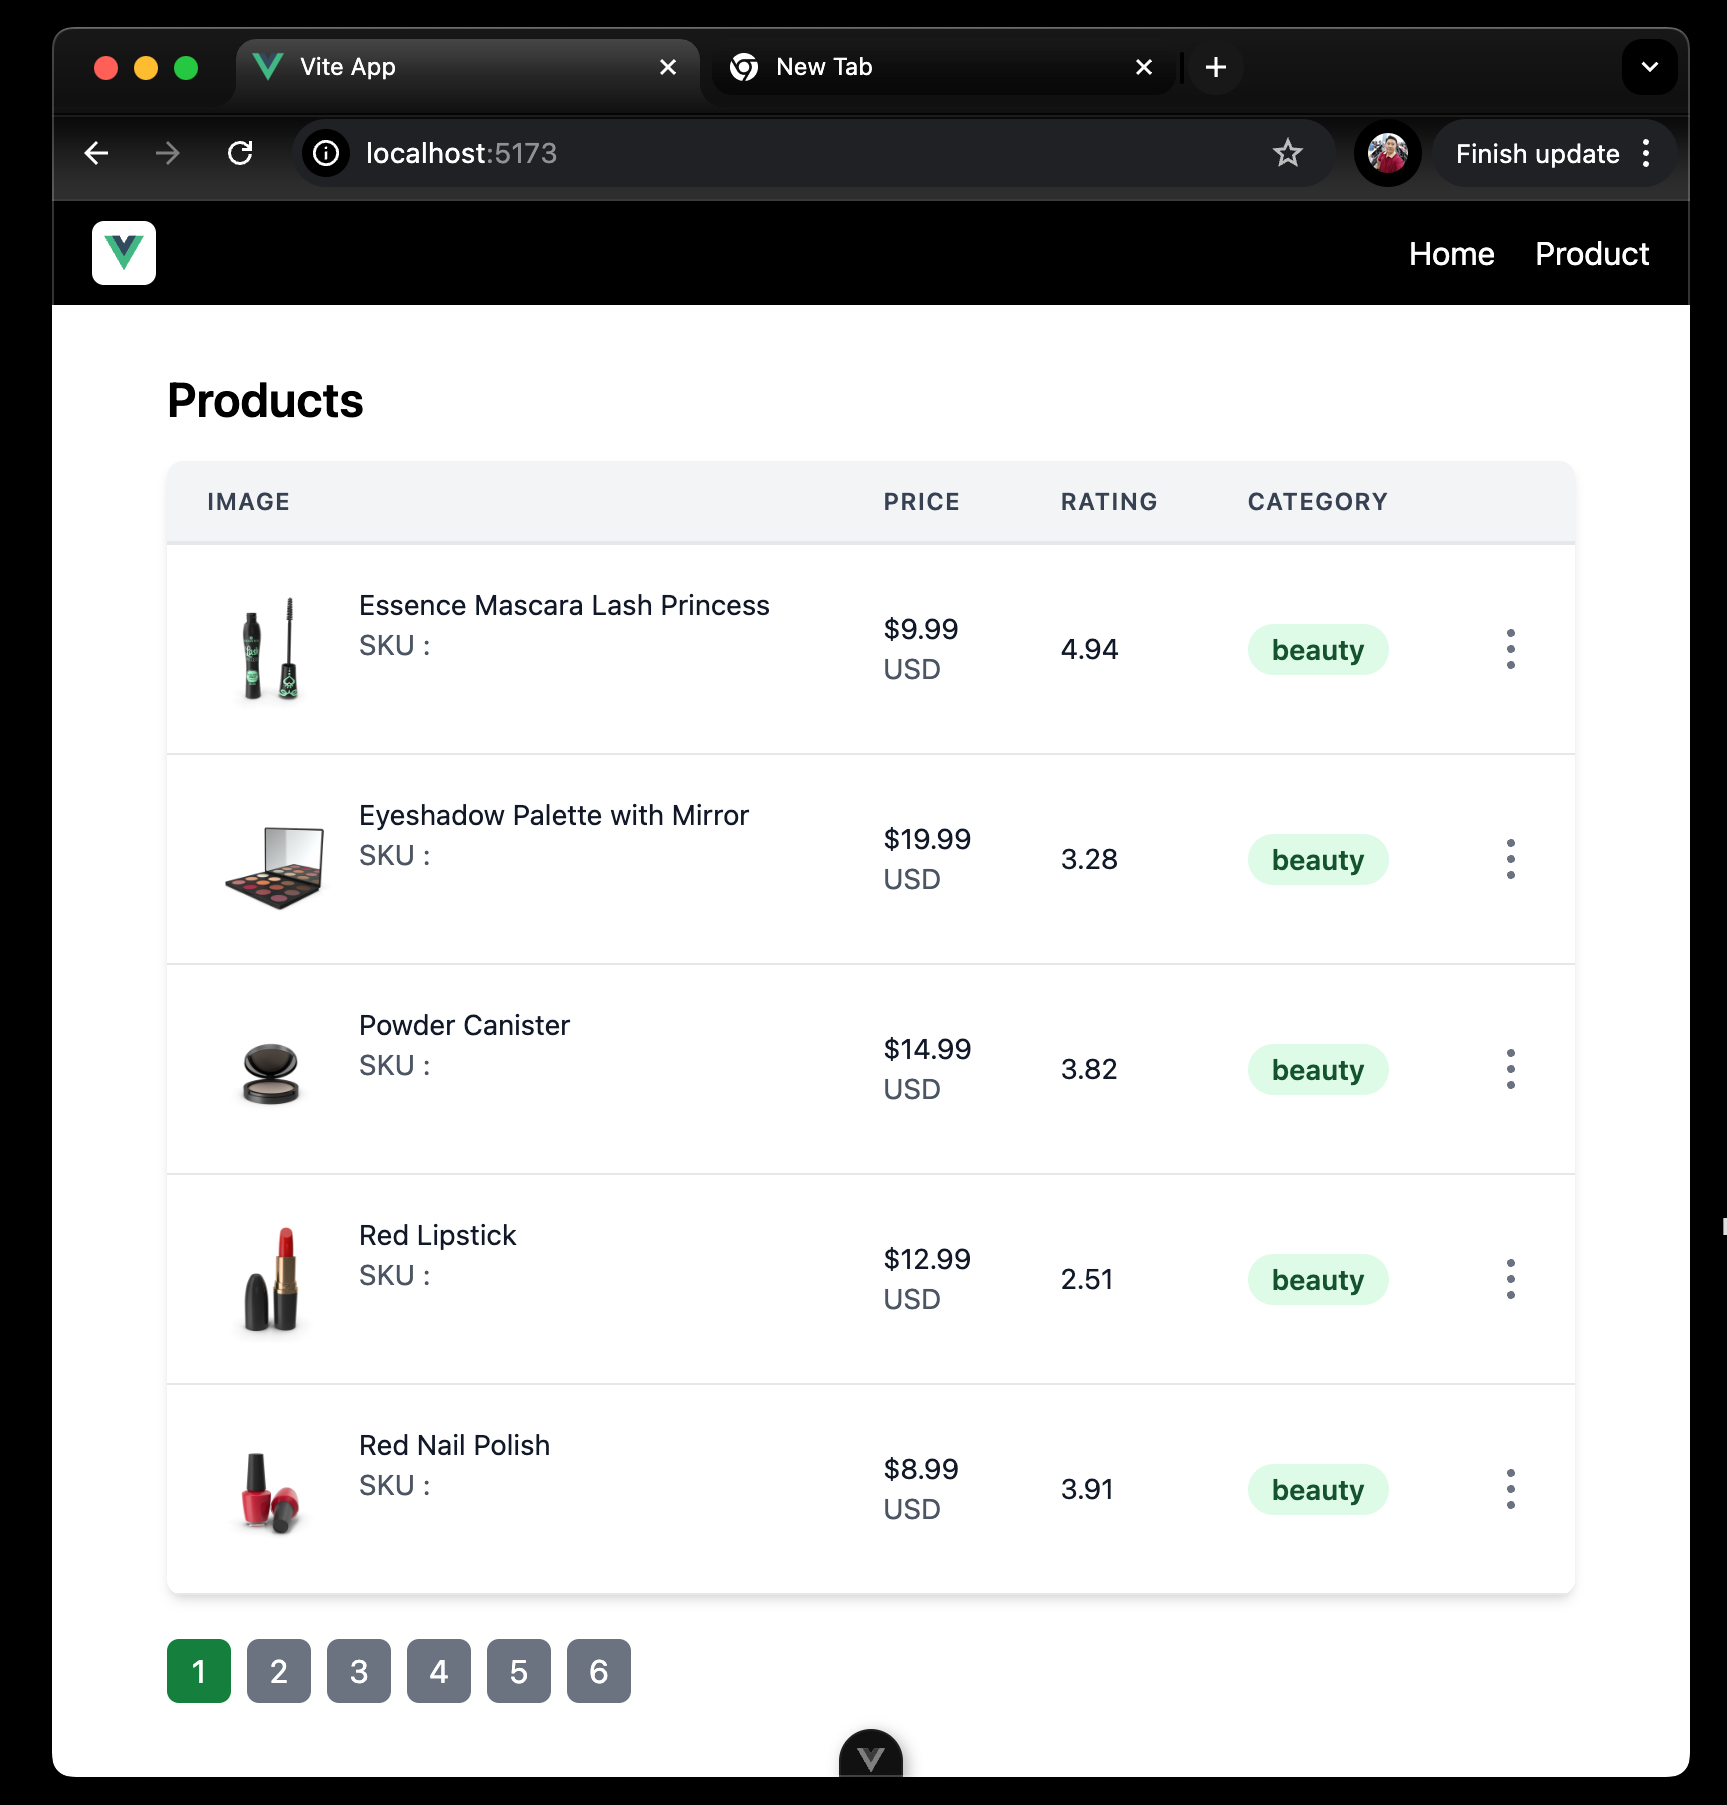 Vite App
New Tab
localhost:5173
Finish update
Home Product
Products
IMAGE PRICE RATING CATEGORY
Essence Mascara Lash Princess
SKU :
$9.99
USD
4.94
beauty
Eyeshadow Palette with Mirror
SKU :
$19.99
USD
3.28
beauty
Powder Canister
SKU :
$14.99
USD
3.82
beauty
Red Lipstick
SKU :
$12.99
USD
2.51
beauty
Red Nail Polish
SKU :
$8.99
USD
3.91
beauty
1 2 3 4 5 6